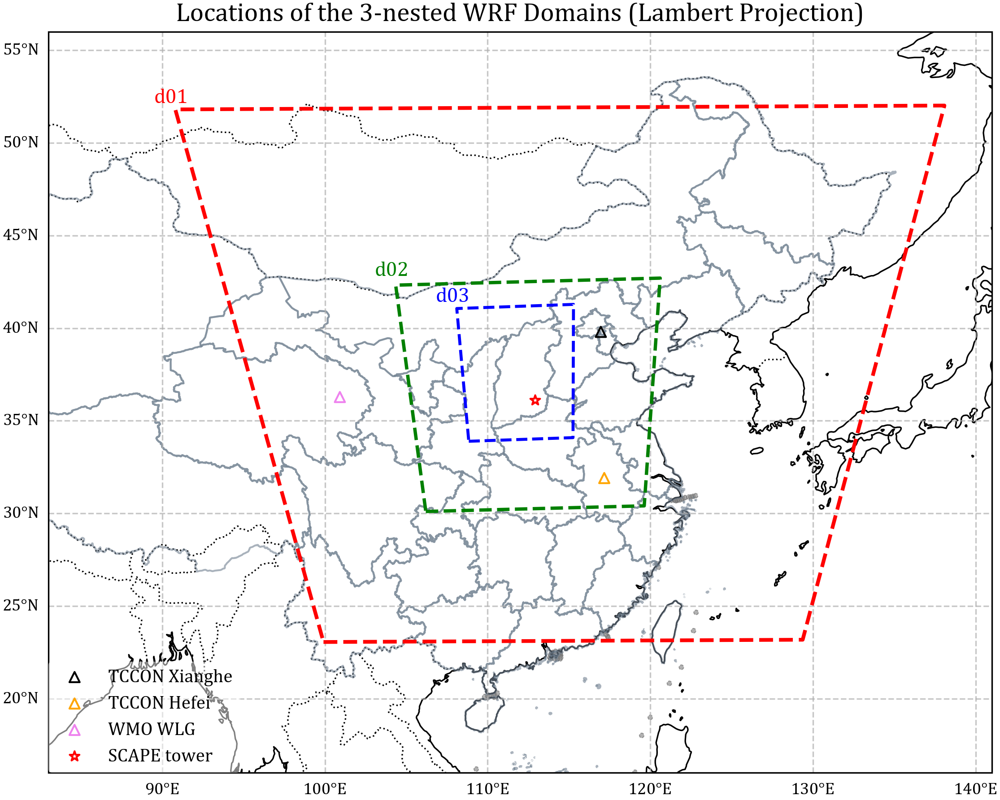 Locations of the 3-nested WRF Domains (Lambert Projection)
55°N
d01
50°N
45°N
d02
d03
40°N
35°N
30°N
25°N
TCCON Xianghe
20°N
TCCON Hefei
WMO WLG
SCAPE tower
90°E 100°E 110°E 120°E 130°E 140°E